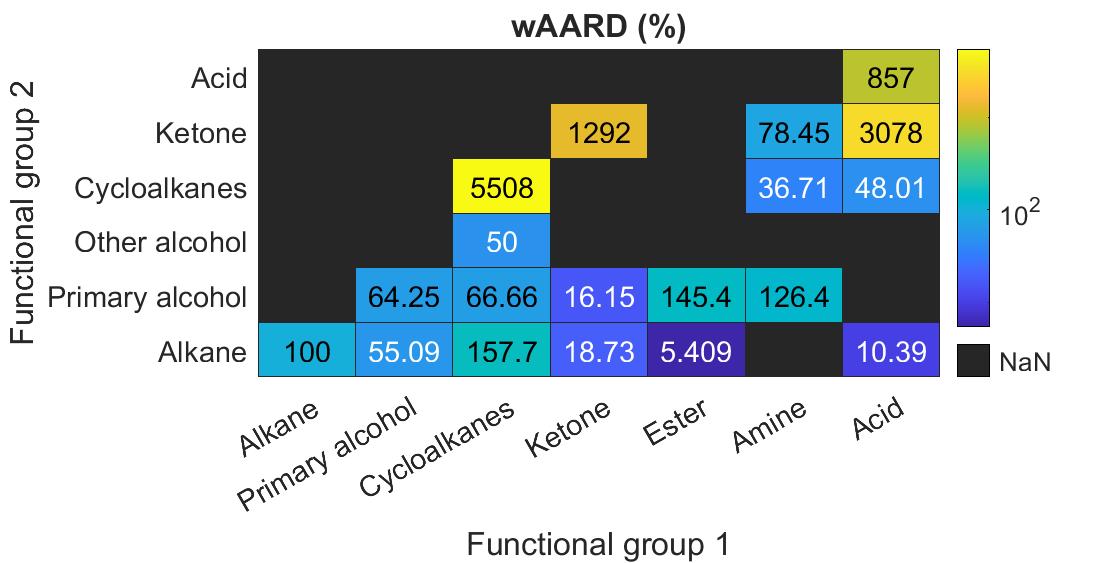 wAARD (%)
Functional group 2
Acid 857
Ketone 1292 78.45 3078
Cycloalkanes 5508 36.71 48.01
Other alcohol 50
Primary alcohol 64.25 66.66 16.15 145.4 126.4
Alkane 100 55.09 157.7 18.73 5.409 10.39
10²
NaN
Alkane Primary alcohol Cycloalkanes Ketone Ester Amine Acid
Functional group 1